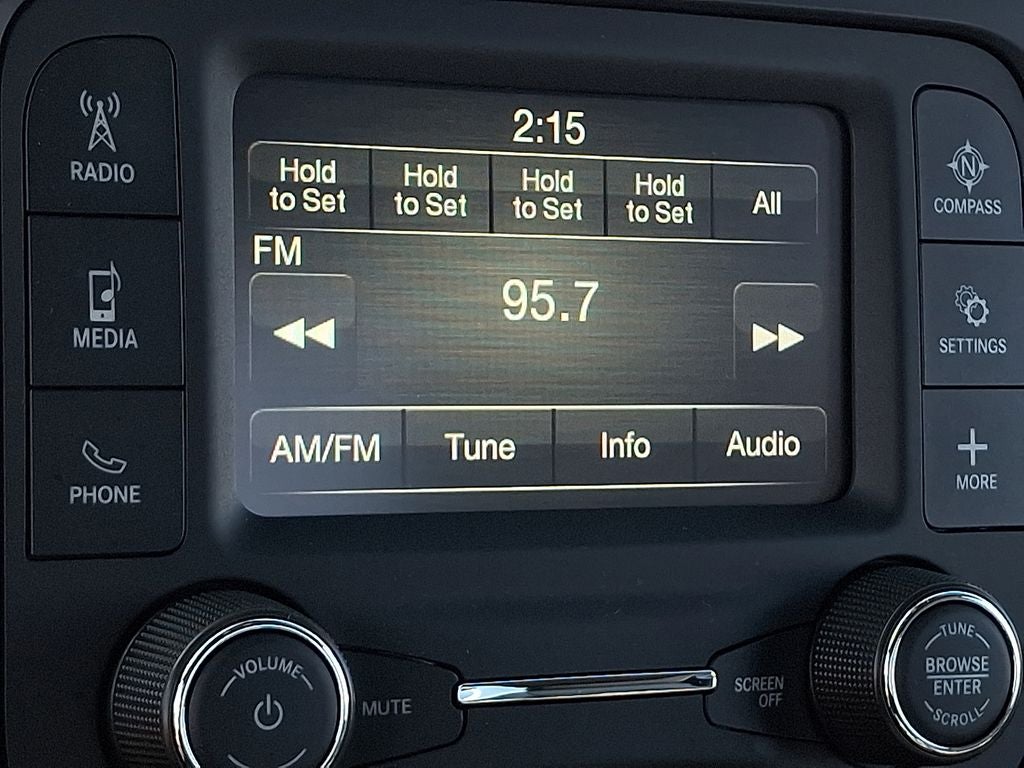 2:15
RADIO
Hold to Set
Hold to Set
Hold to Set
Hold to Set
All
N
COMPASS
FM
95.7
MEDIA
SETTINGS
AM/FM
Tune
Info
Audio
PHONE
MORE
VOLUME
MUTE
SCREEN
OFF
TUNE
BROWSE
ENTER
SCROLL